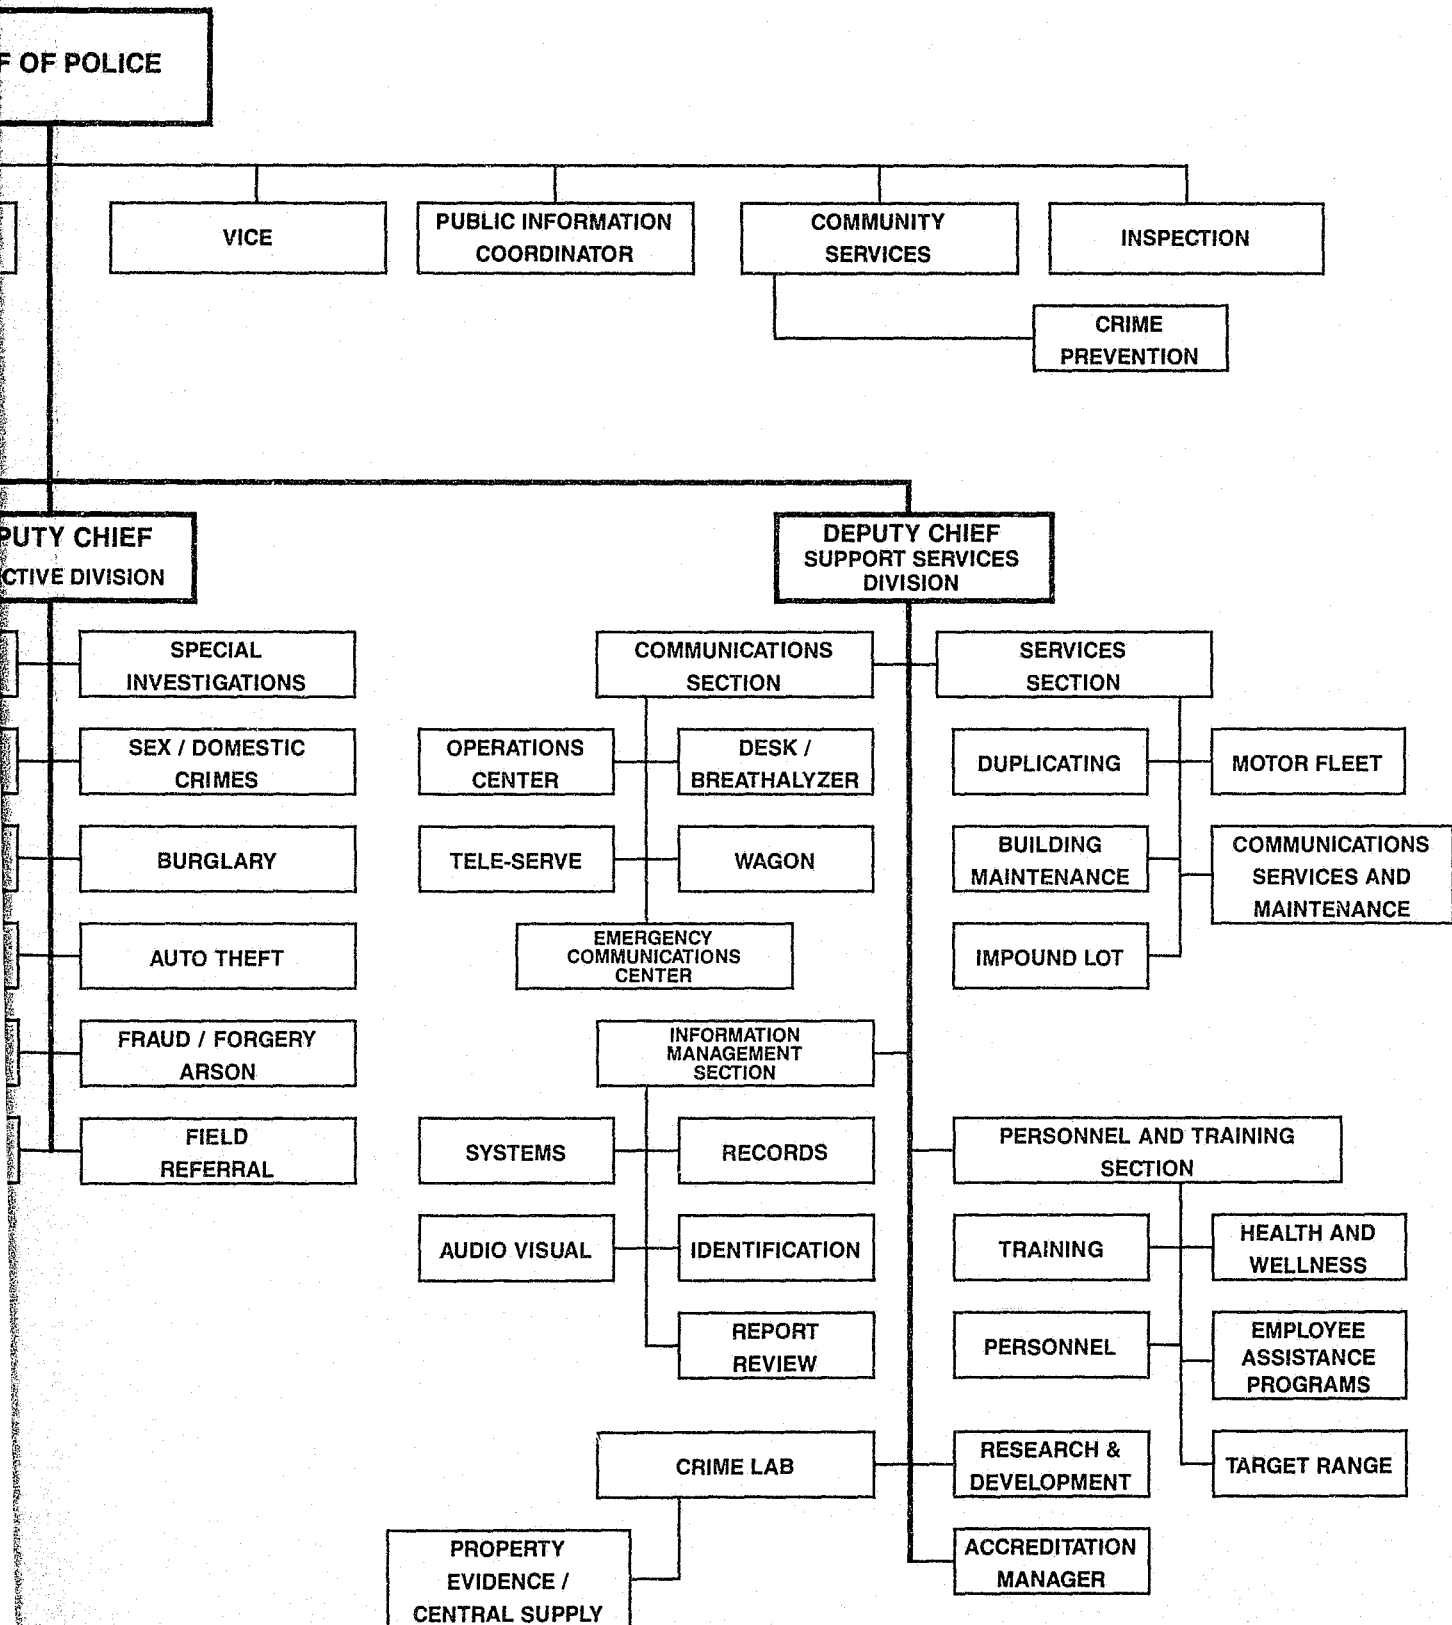 F OF POLICE
VICE
PUBLIC INFORMATION
COORDINATOR
COMMUNITY
SERVICES
INSPECTION
CRIME
PREVENTION
PUTY CHIEF
CTIVE DIVISION
DEPUTY CHIEF
SUPPORT SERVICES
DIVISION
SPECIAL
INVESTIGATIONS
SEX / DOMESTIC
CRIMES
BURGLARY
AUTO THEFT
FRAUD / FORGERY
ARSON
FIELD
REFERRAL
COMMUNICATIONS
SECTION
OPERATIONS
CENTER
DESK /
BREATHALYZER
TELE-SERVE
WAGON
EMERGENCY
COMMUNICATIONS
CENTER
SERVICES
SECTION
DUPLICATING
MOTOR FLEET
BUILDING
MAINTENANCE
COMMUNICATIONS
SERVICES AND
MAINTENANCE
IMPOUND LOT
INFORMATION
MANAGEMENT
SECTION
SYSTEMS
RECORDS
AUDIO VISUAL
IDENTIFICATION
REPORT
REVIEW
PERSONNEL AND TRAINING
SECTION
TRAINING
HEALTH AND
WELLNESS
PERSONNEL
EMPLOYEE
ASSISTANCE
PROGRAMS
TARGET RANGE
CRIME LAB
RESEARCH &
DEVELOPMENT
PROPERTY
EVIDENCE /
CENTRAL SUPPLY
ACCREDITATION
MANAGER